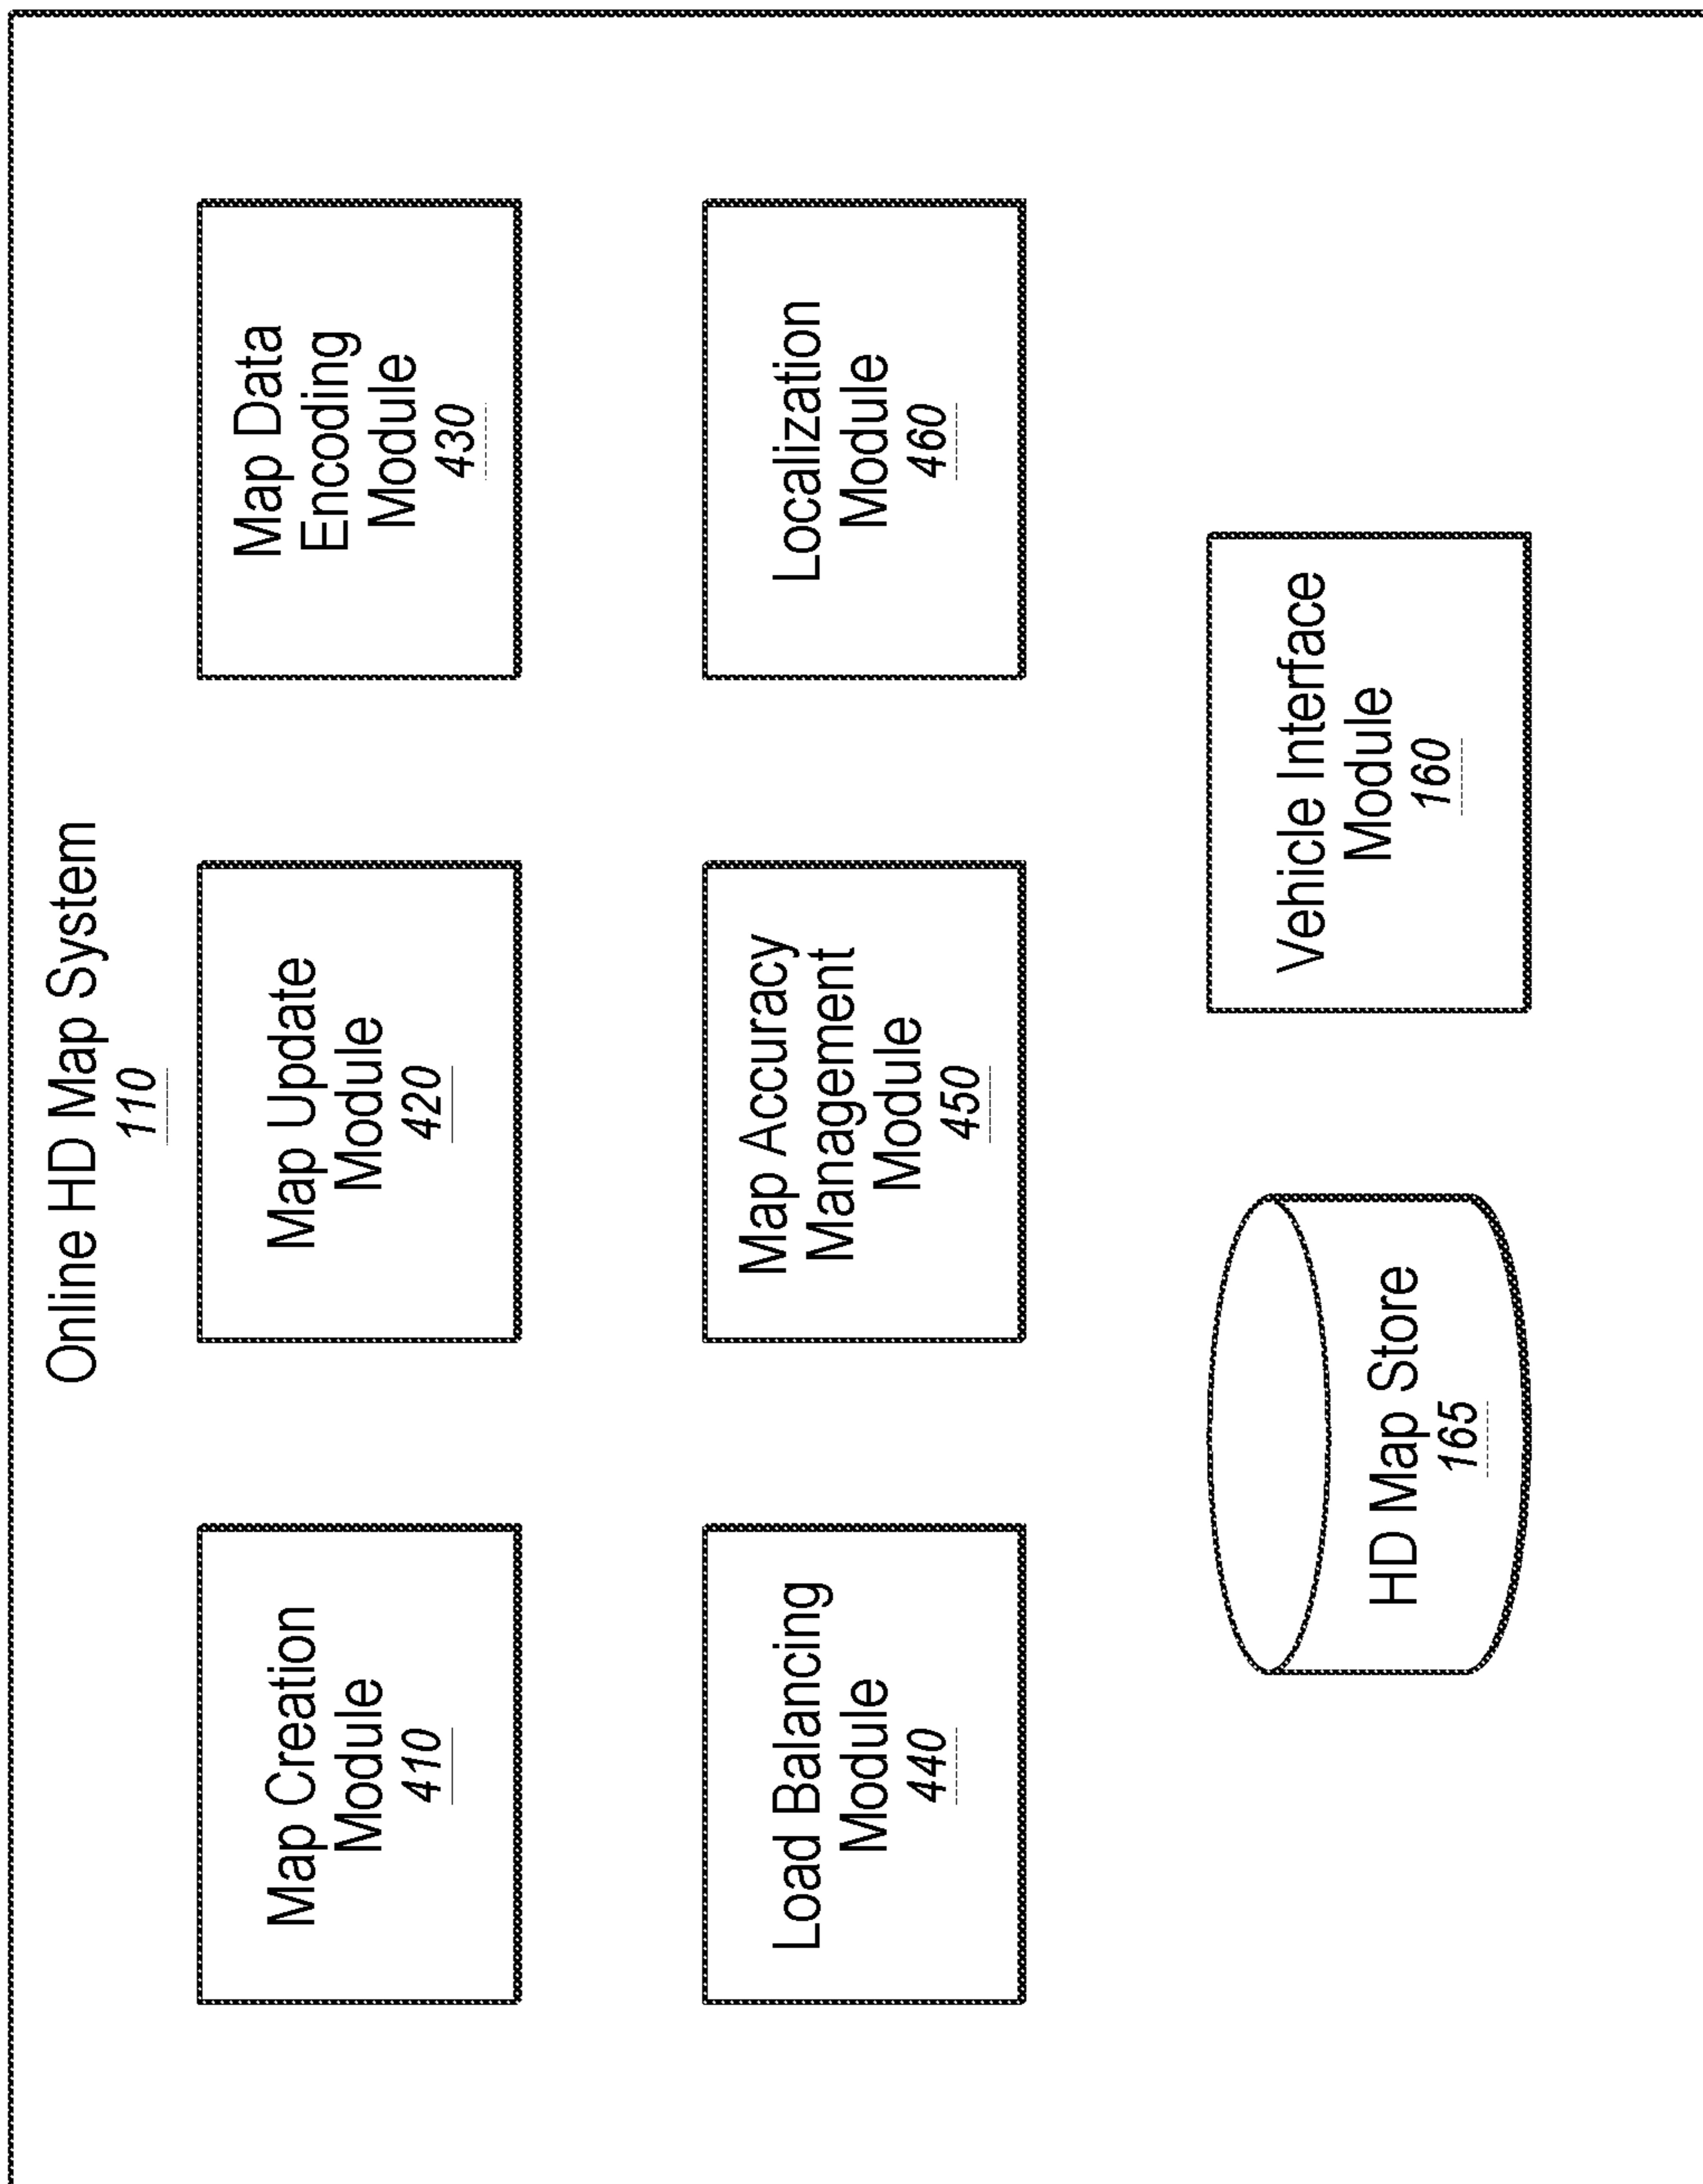 Online HD Map System
110
Map Creation
Module
410
Map Update
Module
420
Map Data
Encoding
Module
430
Load Balancing
Module
440
Map Accuracy
Management
Module
450
Localization
Module
460
HD Map Store
165
Vehicle Interface
Module
160